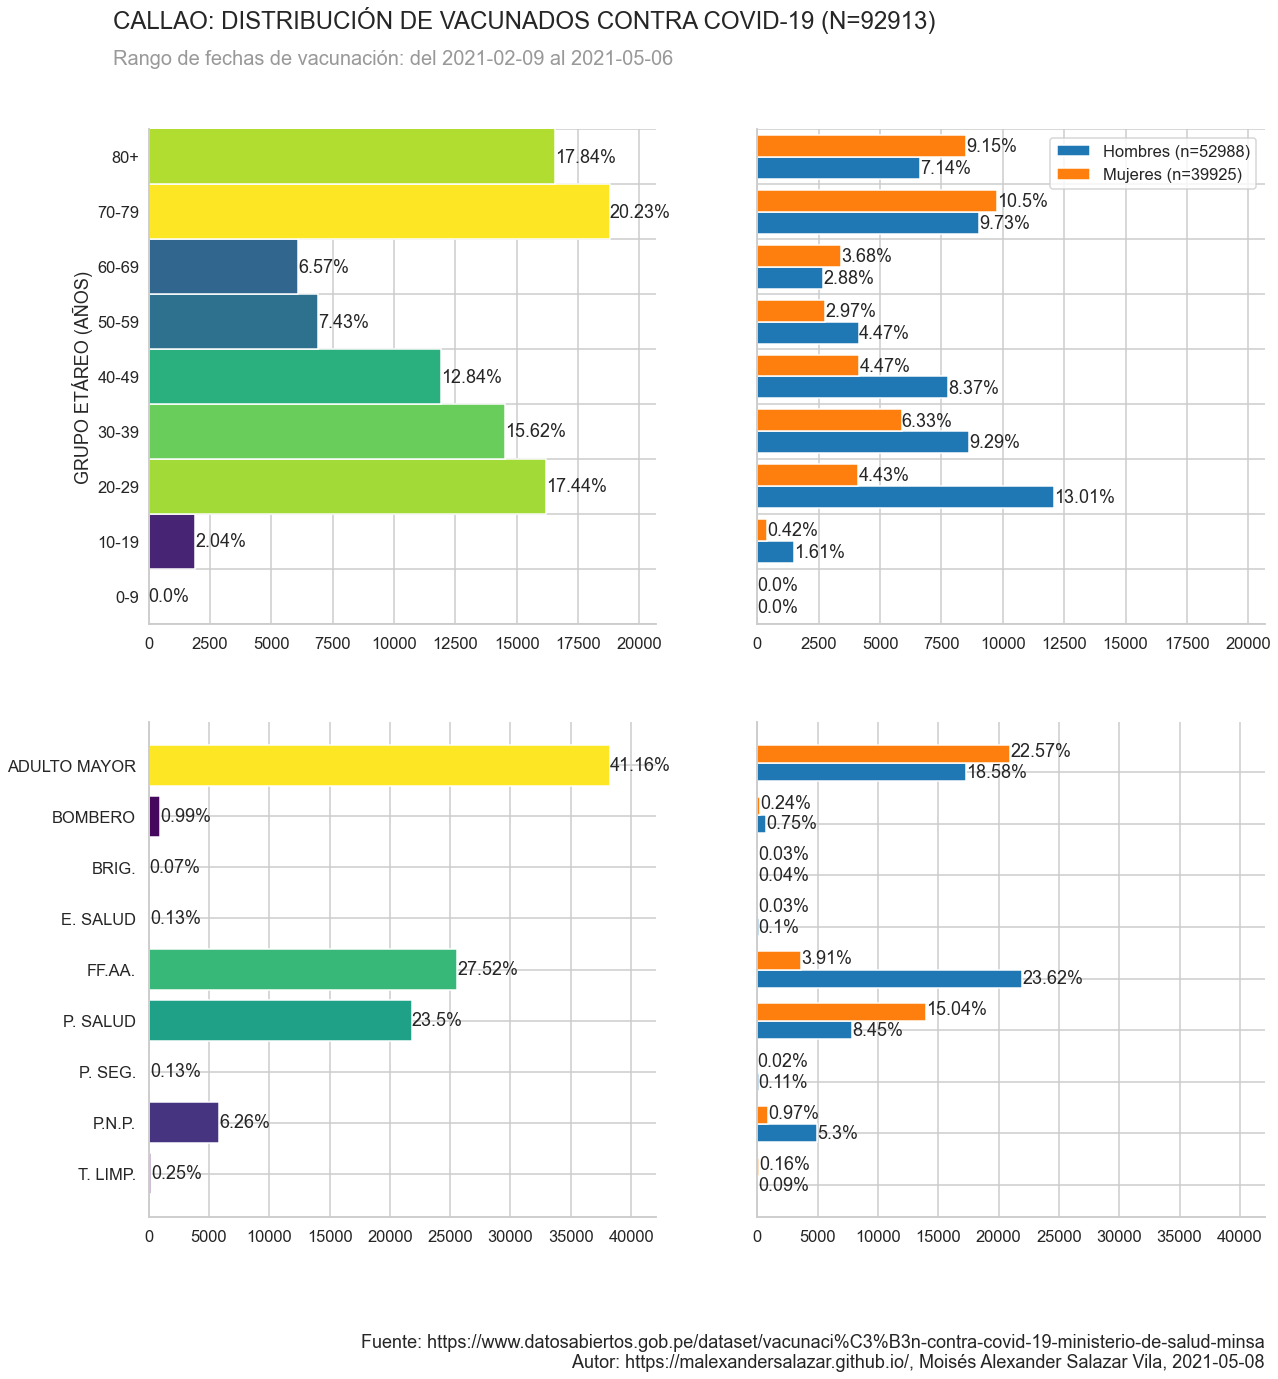 CALLAO: DISTRIBUCIÓN DE VACUNADOS CONTRA COVID-19 (N=92913)
Rango de fechas de vacunación: del 2021-02-09 al 2021-05-06
GRUPO ETÁREO (AÑOS)
80+ 17.84%
70-79 20.23%
60-69 6.57%
50-59 7.43%
40-49 12.84%
30-39 15.62%
20-29 17.44%
10-19 2.04%
0-9 0.0%
0 2500 5000 7500 10000 12500 15000 17500 20000
Hombres (n=52988)
Mujeres (n=39925)
9.15%
7.14%
10.5%
9.73%
3.68%
2.88%
2.97%
4.47%
4.47%
8.37%
6.33%
9.29%
4.43%
13.01%
0.42%
1.61%
0.0%
0.0%
0 2500 5000 7500 10000 12500 15000 17500 20000
ADULTO MAYOR 41.16%
BOMBERO 0.99%
BRIG. 0.07%
E. SALUD 0.13%
FF.AA. 27.52%
P. SALUD 23.5%
P. SEG. 0.13%
P.N.P. 6.26%
T. LIMP. 0.25%
0 5000 10000 15000 20000 25000 30000 35000 40000
22.57%
18.58%
0.24%
0.75%
0.03%
0.04%
0.03%
0.1%
3.91%
23.62%
15.04%
8.45%
0.02%
0.11%
0.97%
5.3%
0.16%
0.09%
0 5000 10000 15000 20000 25000 30000 35000 40000
Fuente: https://www.datosabiertos.gob.pe/dataset/vacunaci%C3%B3n-contra-covid-19-ministerio-de-salud-minsa
Autor: https://malexandersalazar.github.io/, Moisés Alexander Salazar Vila, 2021-05-08